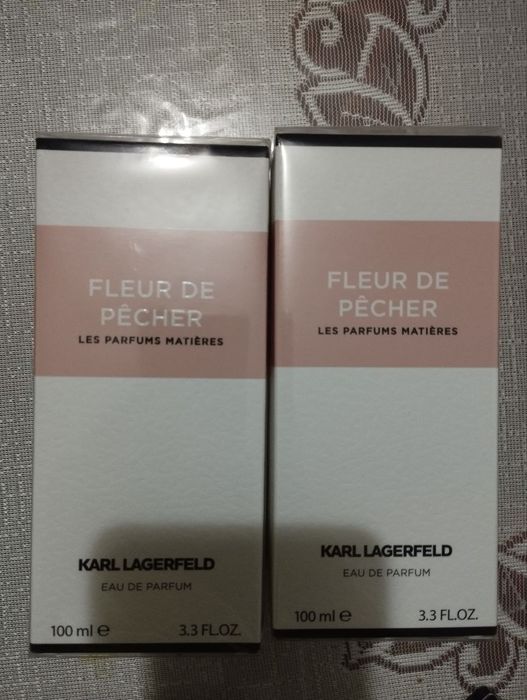 FLEUR DE
PÊCHER
LES PARFUMS MATIÈRES
KARL LAGERFELD
EAU DE PARFUM
100 ml e 3.3 FL.OZ.
FLEUR DE
PÊCHER
LES PARFUMS MATIÈRES
KARL LAGERFELD
EAU DE PARFUM
100 ml e 3.3 FL.OZ.